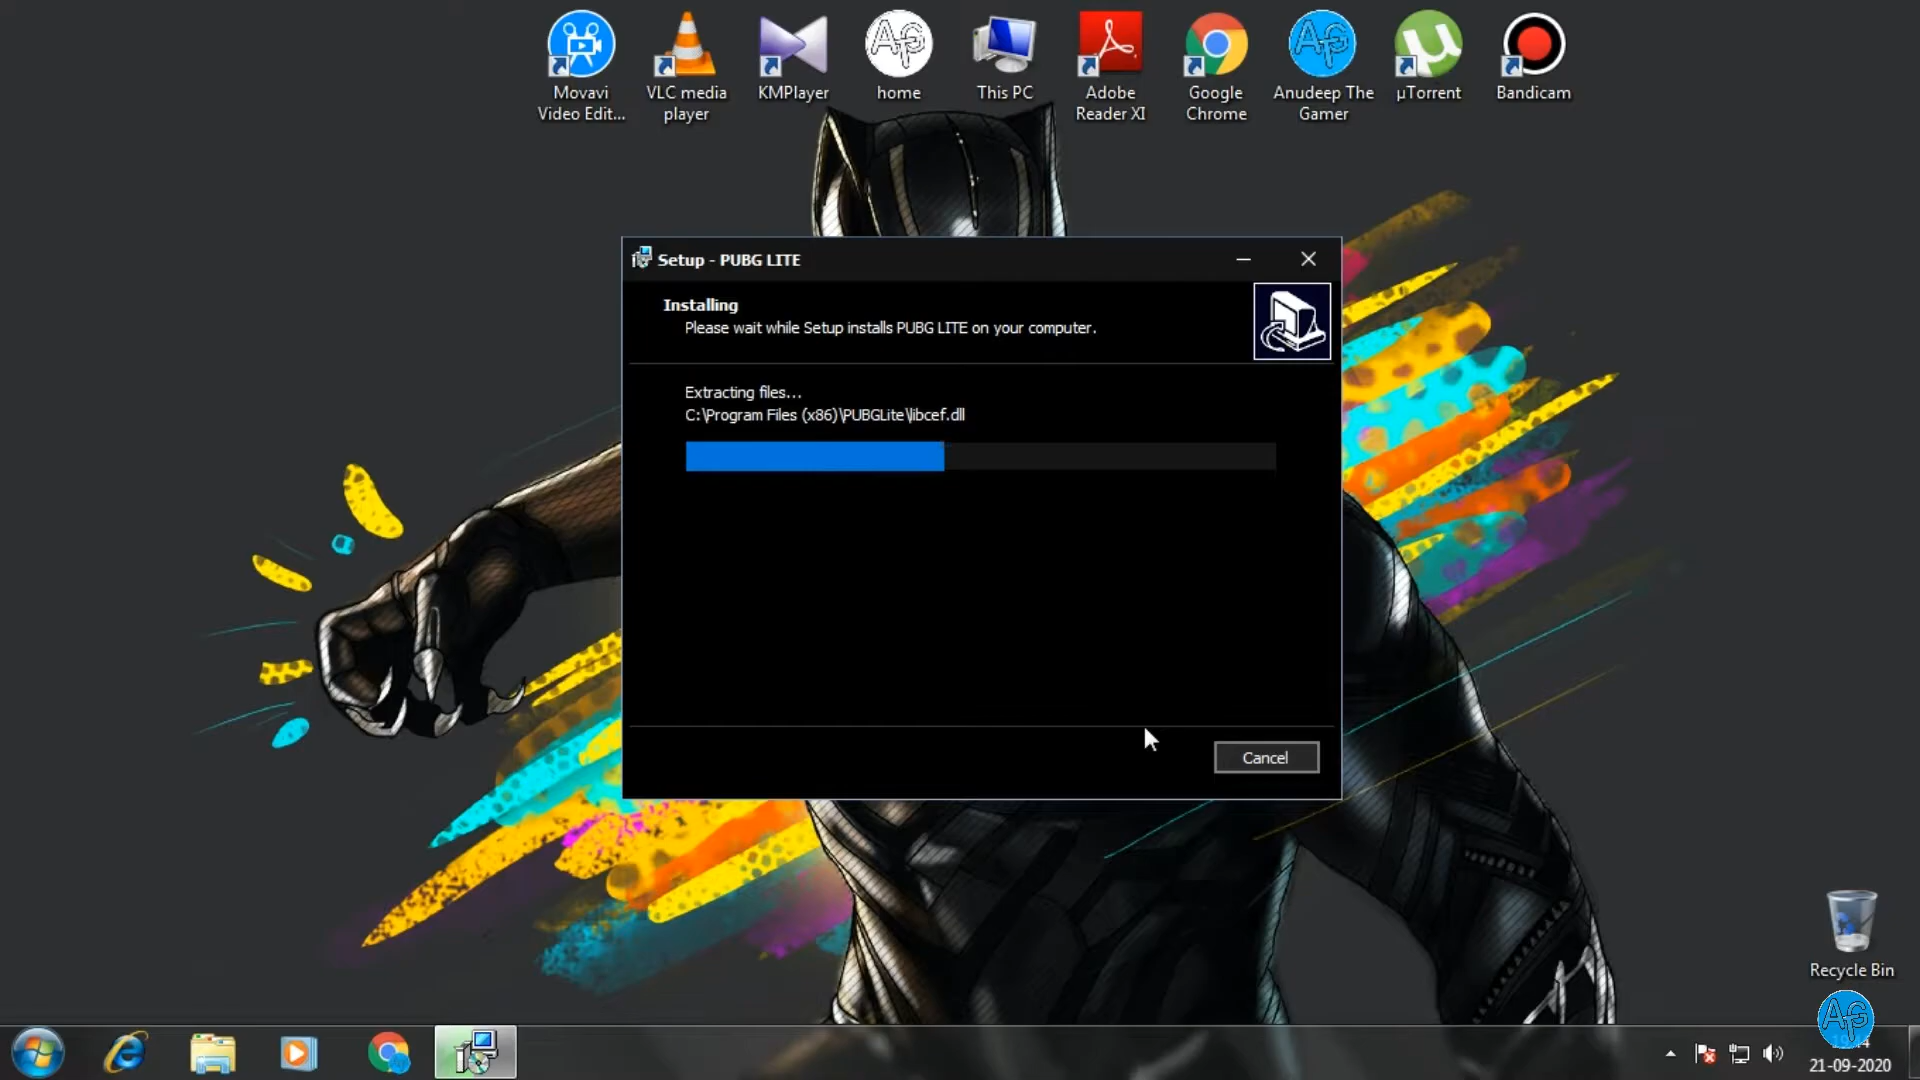 Movavi
Video Edit...
VLC media
player
KMPlayer
home
This PC
Adobe
Reader XI
Google
Chrome
Anudeep The
Gamer
µTorrent
Bandicam
Setup - PUBG LITE
Installing
Please wait while Setup installs PUBG LITE on your computer.
Extracting files...
C:\Program Files (x86)\PUBGLite\libcef.dll
Cancel
Recycle Bin
21-09-2020